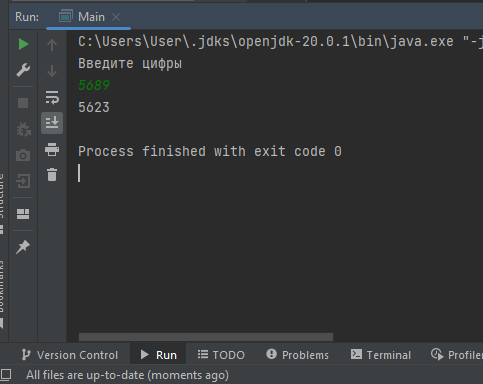 Run:
Main
C:\Users\User\.jdks\openjdk-20.0.1\bin\java.exe "-j
Введите цифры
5689
5623
Process finished with exit code 0
Structure
Bookmarks
Version Control
Run
TODO
Problems
Terminal
Profiler
All files are up-to-date (moments ago)